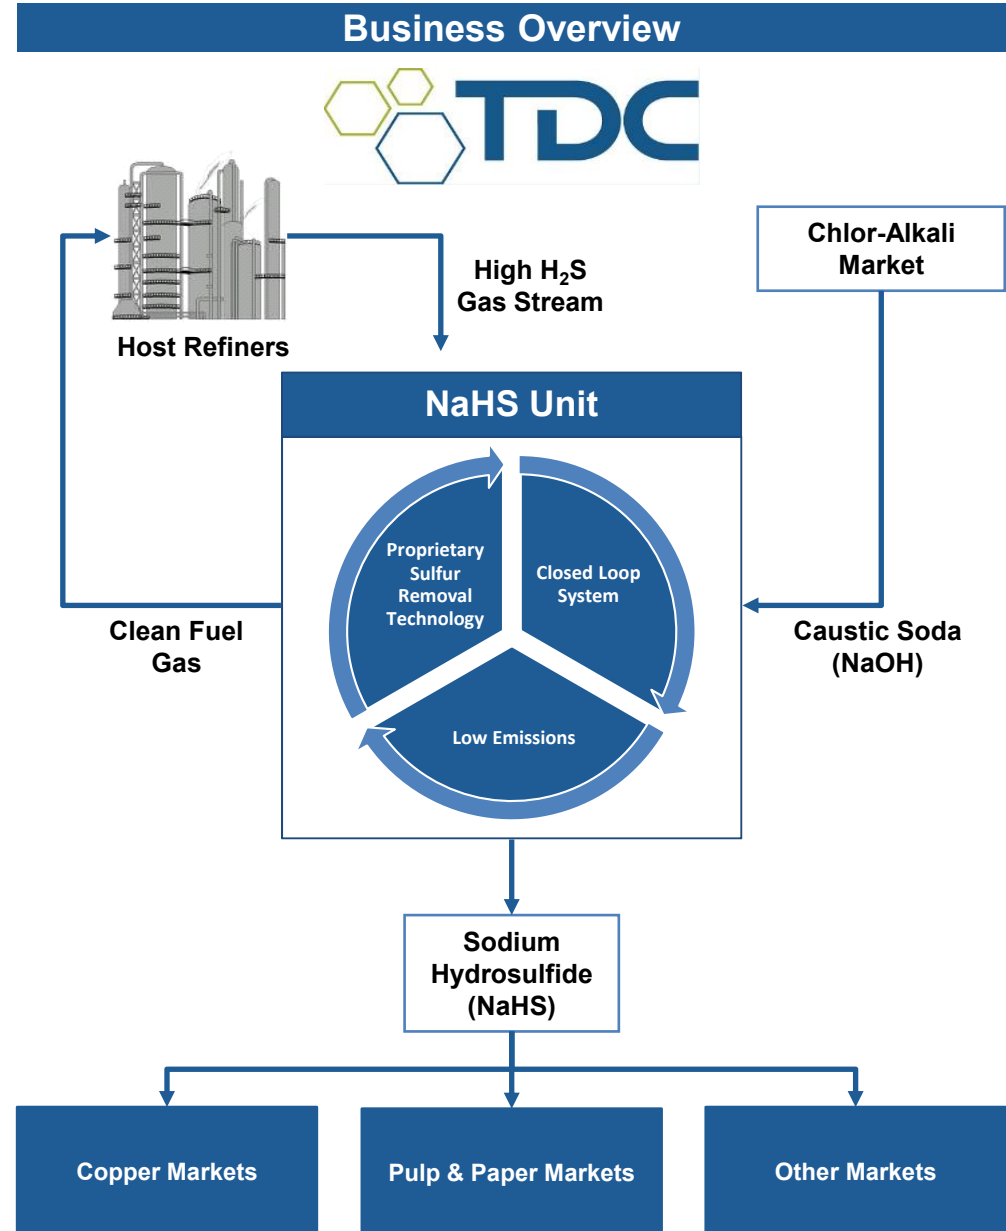 Business Overview
TDC
Chlor-Alkali
Market
High H₂S
Gas Stream
Host Refiners
NaHS Unit
Proprietary
Sulfur
Removal
Technology
Closed Loop
System
Low Emissions
Clean Fuel
Gas
Caustic Soda
(NaOH)
Sodium
Hydrosulfide
(NaHS)
Copper Markets
Pulp & Paper Markets
Other Markets